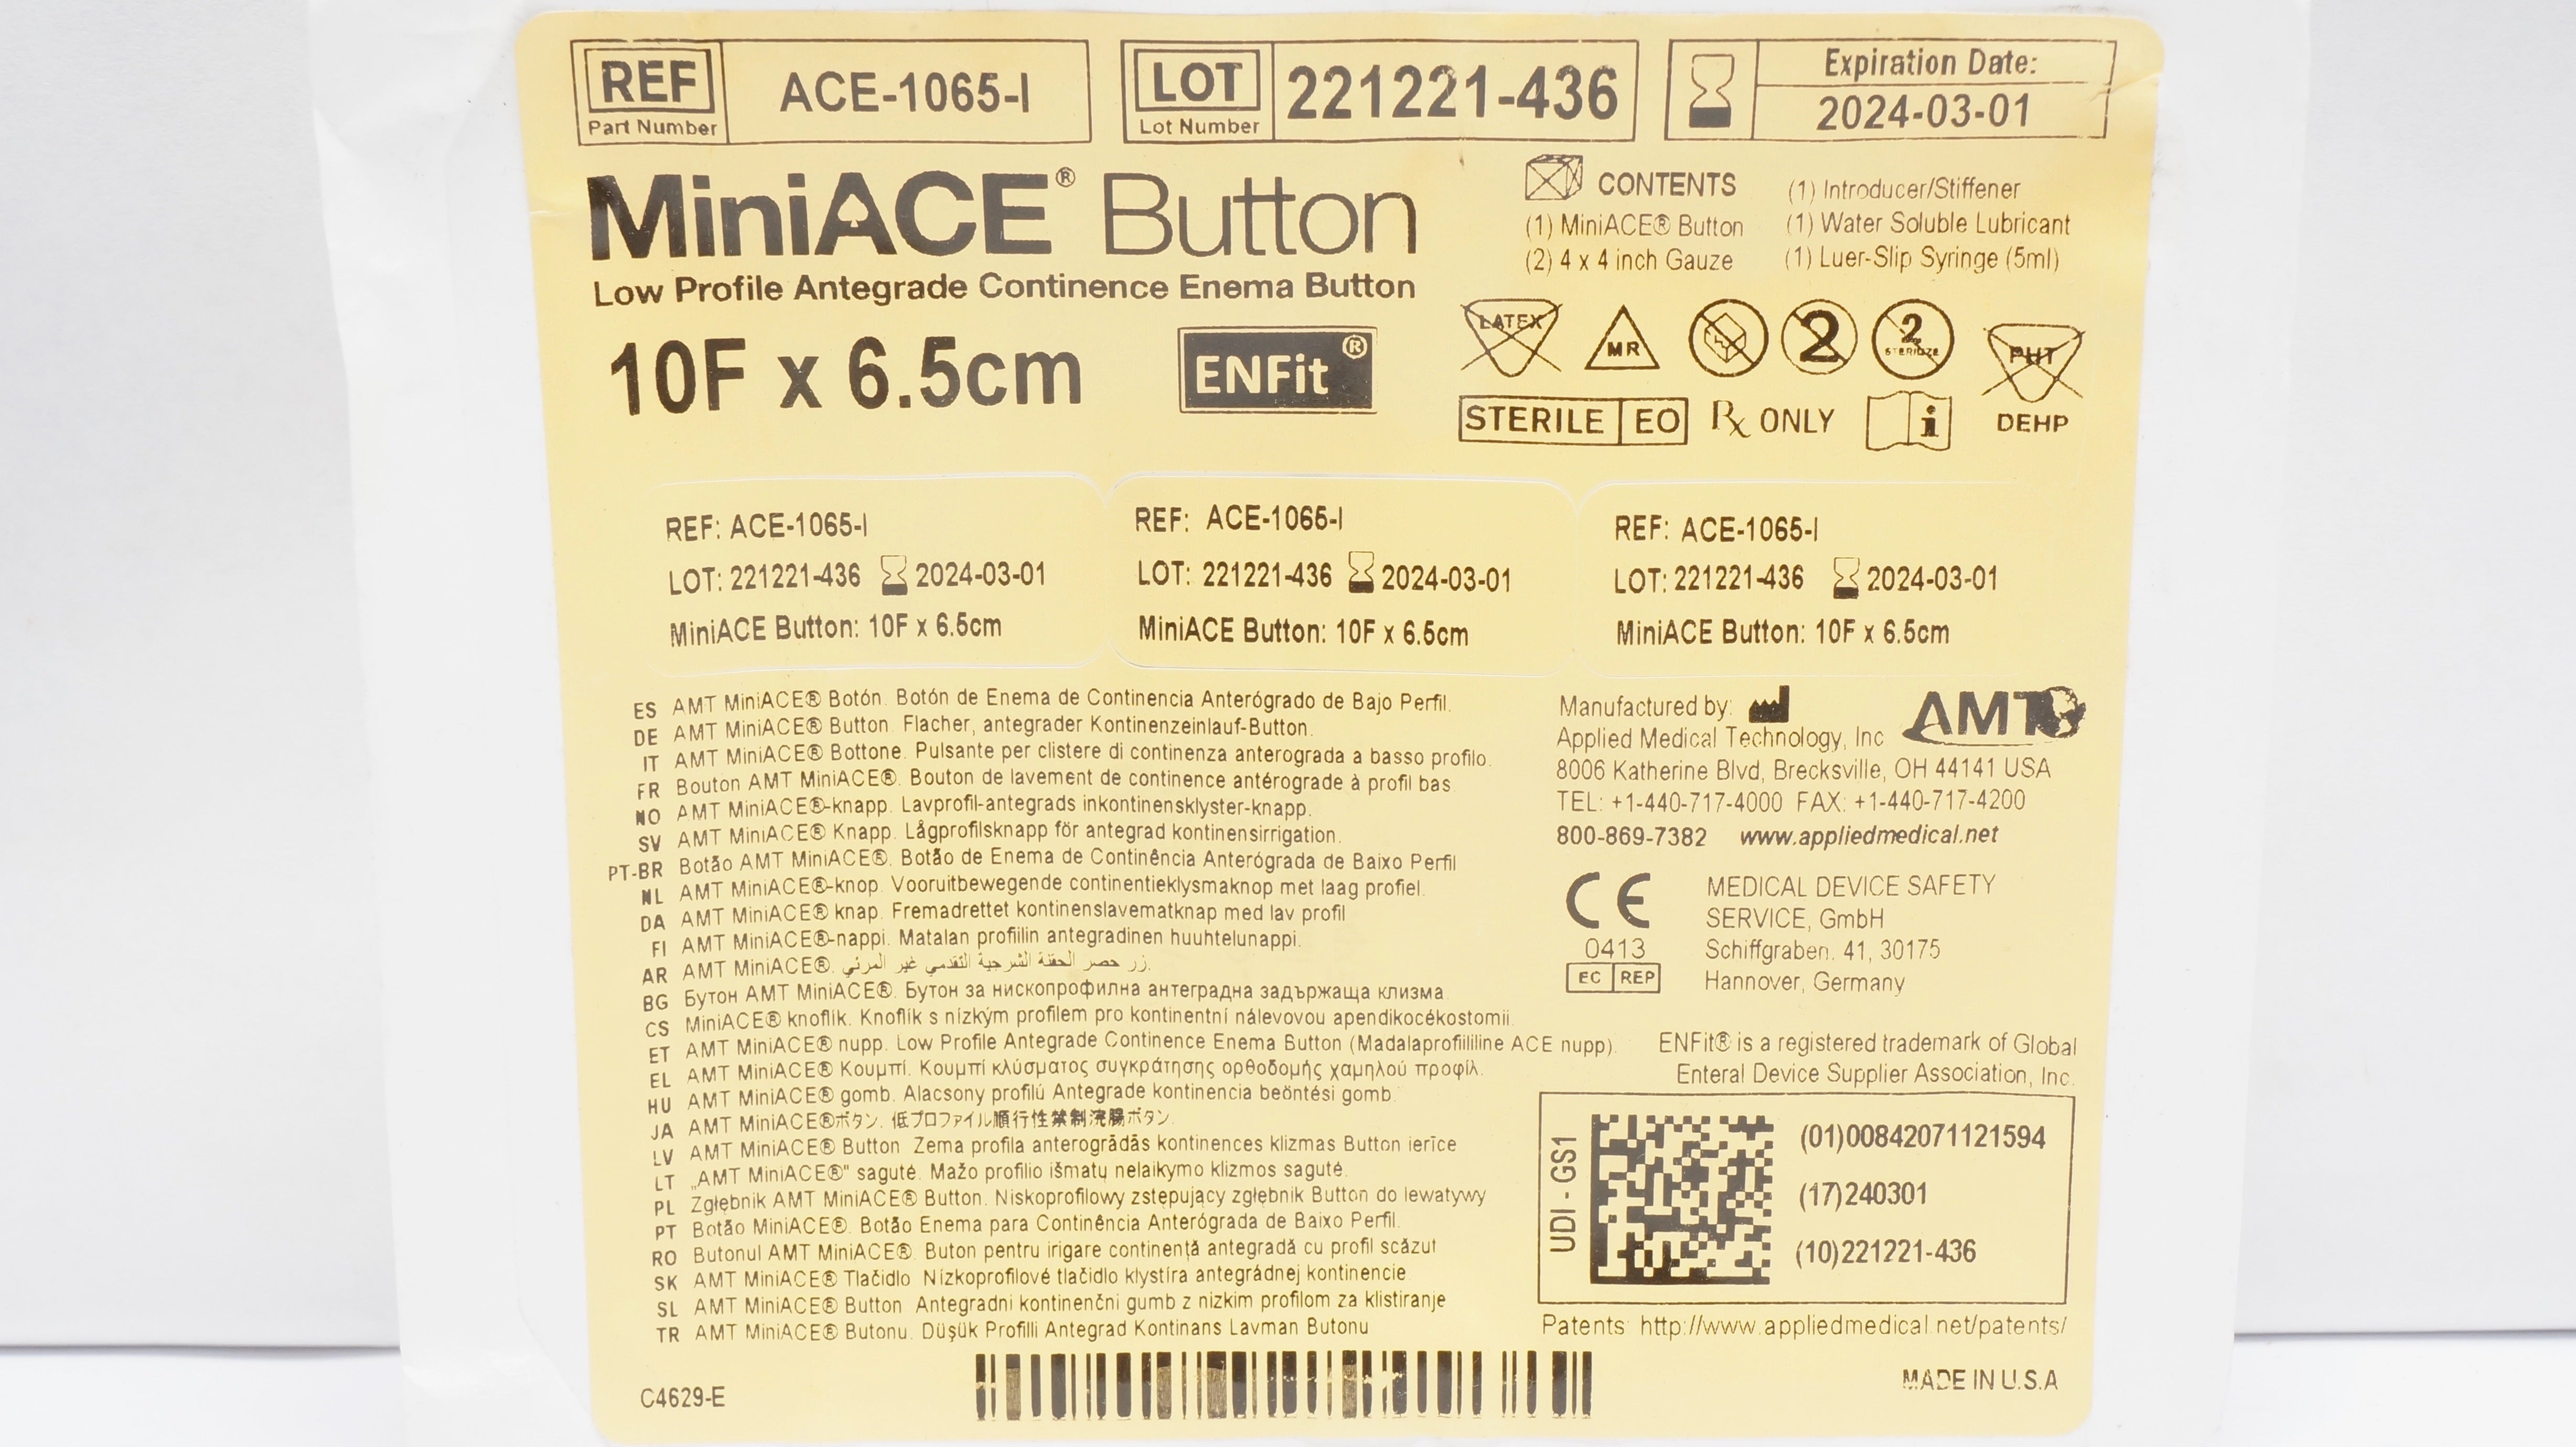 REF ACE-1065-I
Part Number
LOT 221221-436
Lot Number
Expiration Date:
2024-03-01
MiniACE® Button
Low Profile Antegrade Continence Enema Button
10F x 6.5cm
ENFit®
CONTENTS
(1) MiniACE® Button
(2) 4 x 4 inch Gauze
(1) Introducer/Stiffener
(1) Water Soluble Lubricant
(1) Luer-Slip Syringe (5ml)
LATEX
MR
2
2
STERILIZE
PHT
DEHP
STERILE EO
Rx ONLY
i
REF: ACE-1065-I
LOT: 221221-436 2024-03-01
MiniACE Button: 10F x 6.5cm
REF: ACE-1065-I
LOT: 221221-436 2024-03-01
MiniACE Button: 10F x 6.5cm
REF: ACE-1065-I
LOT: 221221-436 2024-03-01
MiniACE Button: 10F x 6.5cm
ES AMT MiniACE® Botón. Botón de Enema de Continencia Anterógrado de Bajo Perfil.
DE AMT MiniACE® Button. Flacher, antegrader Kontinenzeinlauf-Button.
IT AMT MiniACE® Bottone. Pulsante per clistere di continenza anterograda a basso profilo.
FR Bouton AMT MiniACE®. Bouton de lavement de continence antérograde à profil bas
NO AMT MiniACE®-knapp. Lavprofil-antegrads inkontinensklyster-knapp.
SV AMT MiniACE® Knapp. Lågprofilsknapp för antegrad kontinensirrigation.
PT-BR Botão AMT MiniACE®. Botão de Enema de Continência Anterógrada de Baixo Perfil
NL AMT MiniACE®-knop. Vooruitbewegende continentieklysmaknop met laag profiel.
DA AMT MiniACE® knap. Fremadrettet kontinenslavematknap med lav profil
FI AMT MiniACE®-nappi. Matalan profiilin antegradinen huuhtelunappi.
AR AMT MiniACE®. زر حصر الحقنة الشرجية التقدمي غير المرئي.
BG Бутон AMT MiniACE®. Бутон за нископрофилна антеградна задържаща клизма
CS MiniACE® knoflík. Knoflík s nízkým profilem pro kontinentní nálevovou apendikocékostomii.
ET AMT MiniACE® nupp. Low Profile Antegrade Continence Enema Button (Madalaprofiililine ACE nupp).
EL AMT MiniACE® Κουμπί. Κουμπί κλύσματος συγκράτησης ορθοδομής χαμηλού προφίλ.
HU AMT MiniACE® gomb. Alacsony profilú Antegrade kontinencia beöntési gomb.
JA AMT MiniACE®ボタン. 低プロファイル順行性禁制浣腸ボタン.
LV AMT MiniACE® Button Zema profila anterogrādās kontinences klizmas Button ierīce
LT „AMT MiniACE®" sagutė. Mažo profilio išmatų nelaikymo klizmos sagutė.
PL Zgłębnik AMT MiniACE® Button. Niskoprofilowy zstępujący zgłębnik Button do lewatywy
PT Botão MiniACE®. Botão Enema para Continência Anterógrada de Baixo Perfil.
RO Butonul AMT MiniACE®. Buton pentru irigare continență antegradă cu profil scăzut
SK AMT MiniACE® Tlačidlo Nízkoprofilové tlačidlo klystíra antegrádnej kontinencie
SL AMT MiniACE® Button Antegradni kontinenčni gumb z nizkim profilom za klistiranje
TR AMT MiniACE® Butonu. Düşük Profilli Antegrad Kontinans Lavman Butonu
C4629-E
Manufactured by:
AMT
Applied Medical Technology, Inc
8006 Katherine Blvd, Brecksville, OH 44141 USA
TEL: +1-440-717-4000 FAX: +1-440-717-4200
800-869-7382 www.appliedmedical.net
CE
0413
EC REP
MEDICAL DEVICE SAFETY
SERVICE, GmbH
Schiffgraben. 41, 30175
Hannover, Germany
ENFit® is a registered trademark of Global
Enteral Device Supplier Association, Inc.
UDI - GS1
(01)00842071121594
(17)240301
(10)221221-436
Patents: http://www.appliedmedical.net/patents/
MADE IN U.S.A